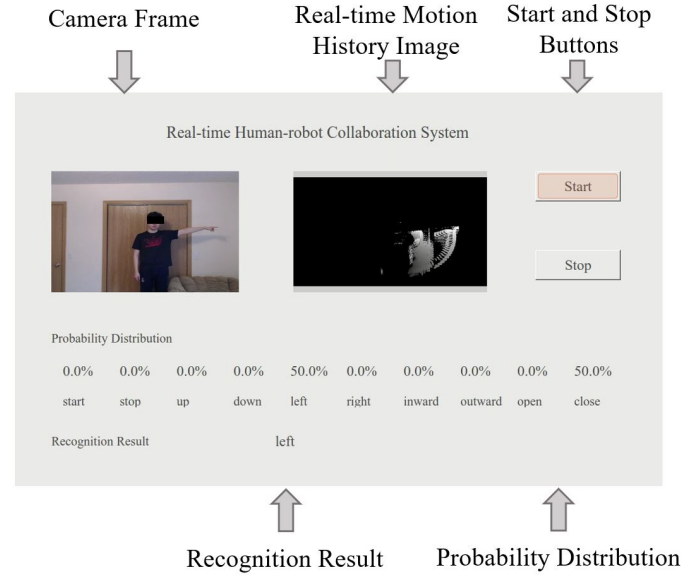 Camera Frame
Real-time Motion
History Image
Start and Stop
Buttons
Real-time Human-robot Collaboration System
Start
Stop
Probability Distribution
0.0% 0.0% 0.0% 0.0% 50.0% 0.0% 0.0% 0.0% 0.0% 50.0%
start stop up down left right inward outward open close
Recognition Result left
Recognition Result
Probability Distribution